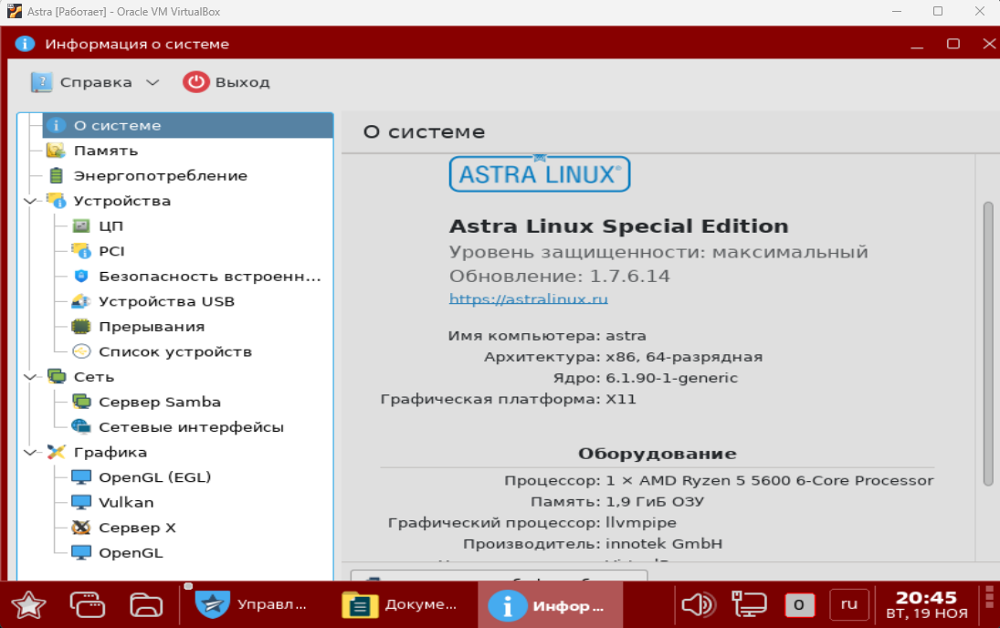 Astra [Работает] - Oracle VM VirtualBox
Информация о системе
Справка
Выход
О системе
Память
Энергопотребление
Устройства
ЦП
PCI
Безопасность встроенн...
Устройства USB
Прерывания
Список устройств
Сеть
Сервер Samba
Сетевые интерфейсы
Графика
OpenGL (EGL)
Vulkan
Сервер X
OpenGL
О системе
ASTRA LINUX®
Astra Linux Special Edition
Уровень защищенности: максимальный
Обновление: 1.7.6.14
https://astralinux.ru
Имя компьютера: astra
Архитектура: x86, 64-разрядная
Ядро: 6.1.90-1-generic
Графическая платформа: X11
Оборудование
Процессор: 1 × AMD Ryzen 5 5600 6-Core Processor
Память: 1,9 ГиБ ОЗУ
Графический процессор: llvmpipe
Производитель: innotek GmbH
Управл...
Докуме...
Инфор ...
0
ru
20:45
ВТ, 19 НОЯ